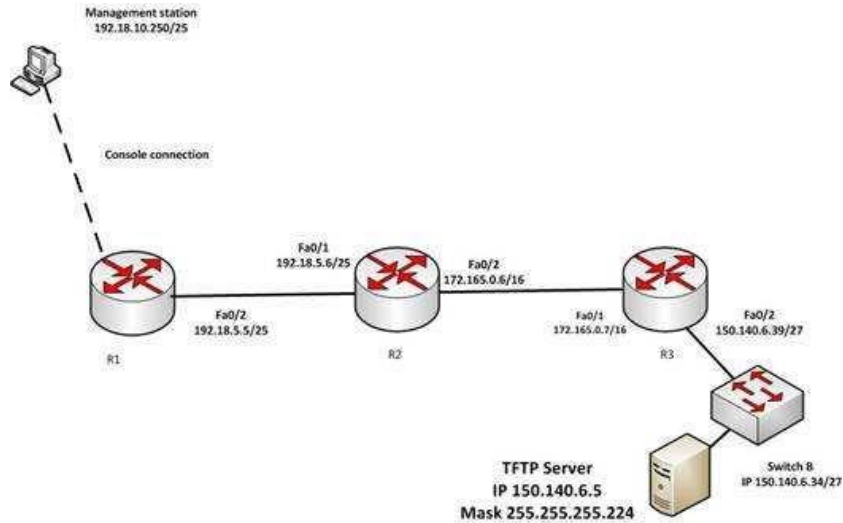 Management station
192.18.10.250/25
Console connection
Fa0/1
192.18.5.6/25
Fa0/2
172.165.0.6/16
Fa0/2
192.18.5.5/25
Fa0/1
172.165.0.7/16
Fa0/2
150.140.6.39/27
R1
R2
R3
TFTP Server
IP 150.140.6.5
Mask 255.255.255.224
Switch B
IP 150.140.6.34/27